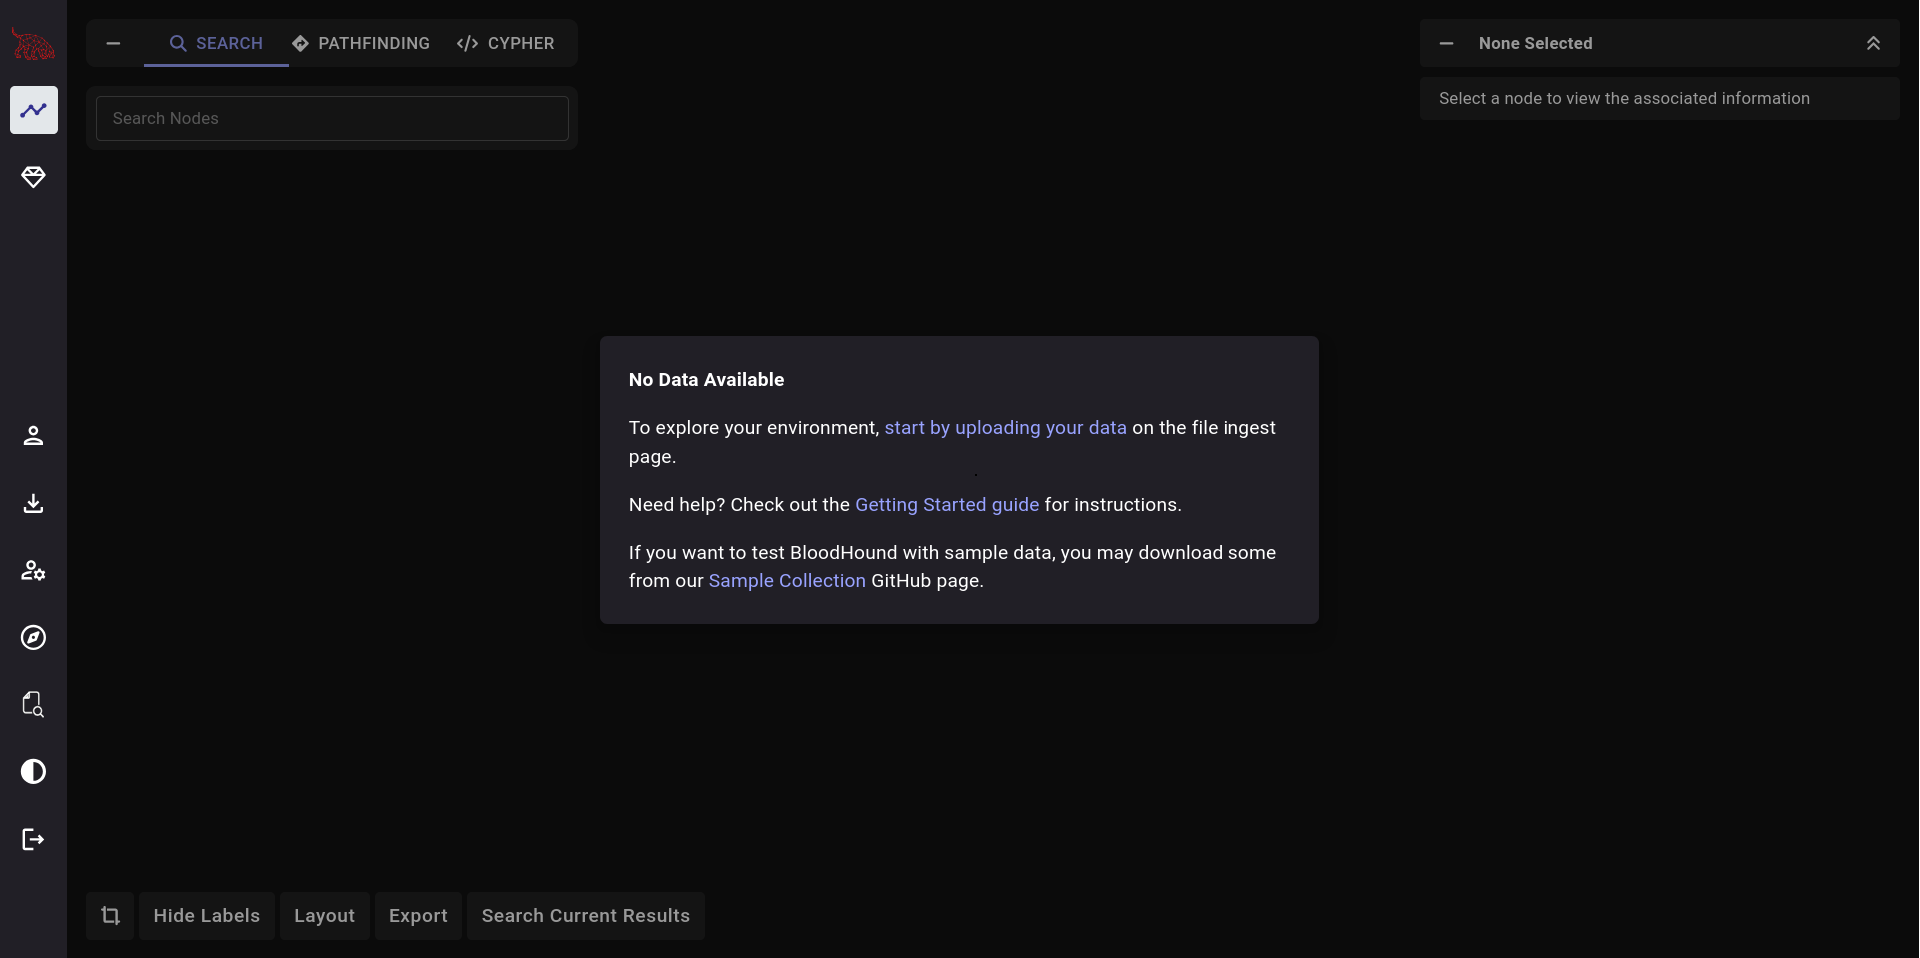 SEARCH
PATHFINDING
CYPHER
Search Nodes
None Selected
Select a node to view the associated information
No Data Available
To explore your environment, start by uploading your data on the file ingest
page.
Need help? Check out the Getting Started guide for instructions.
If you want to test BloodHound with sample data, you may download some
from our Sample Collection GitHub page.
Hide Labels
Layout
Export
Search Current Results